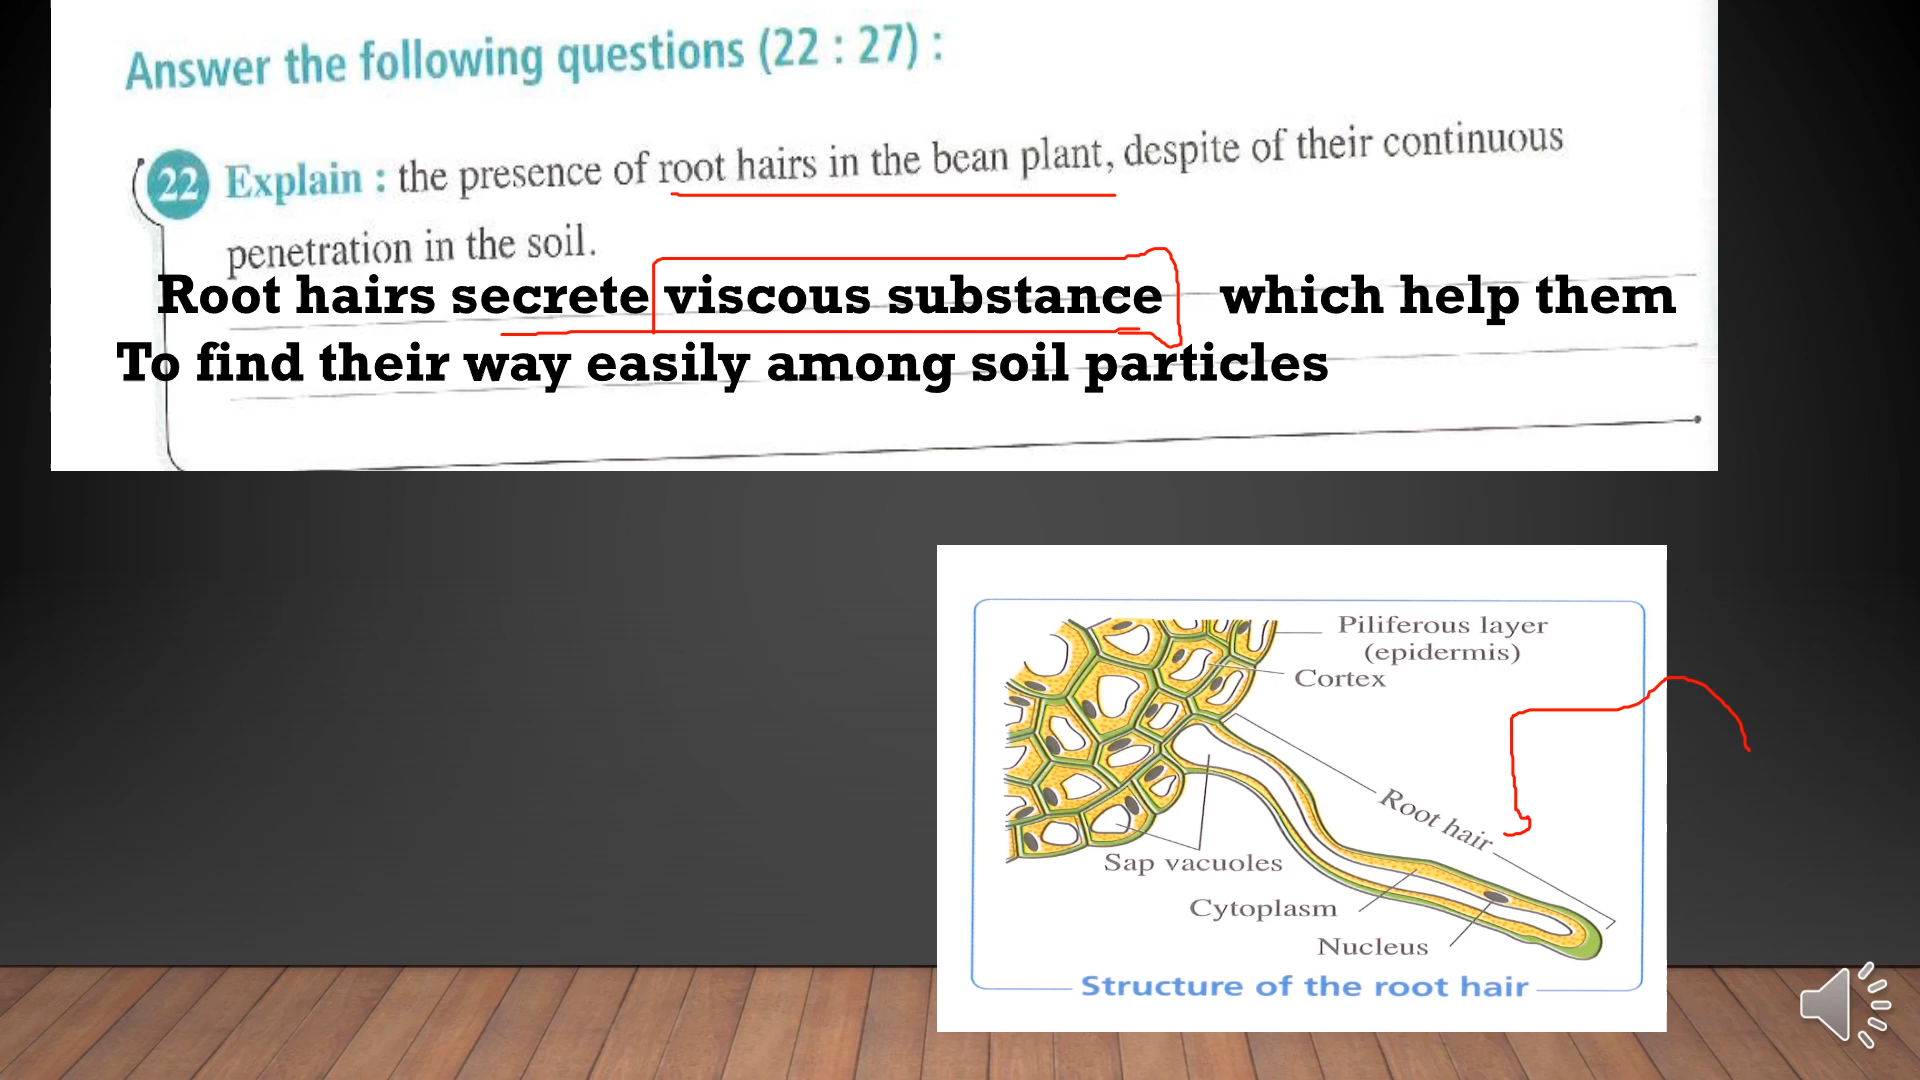 Answer the following questions (22 : 27) :
22 Explain : the presence of root hairs in the bean plant, despite of their continuous
penetration in the soil.
Root hairs secrete viscous substance which help them
To find their way easily among soil particles
Piliferous layer
(epidermis)
Cortex
Root hair
Sap vacuoles
Cytoplasm
Nucleus
Structure of the root hair